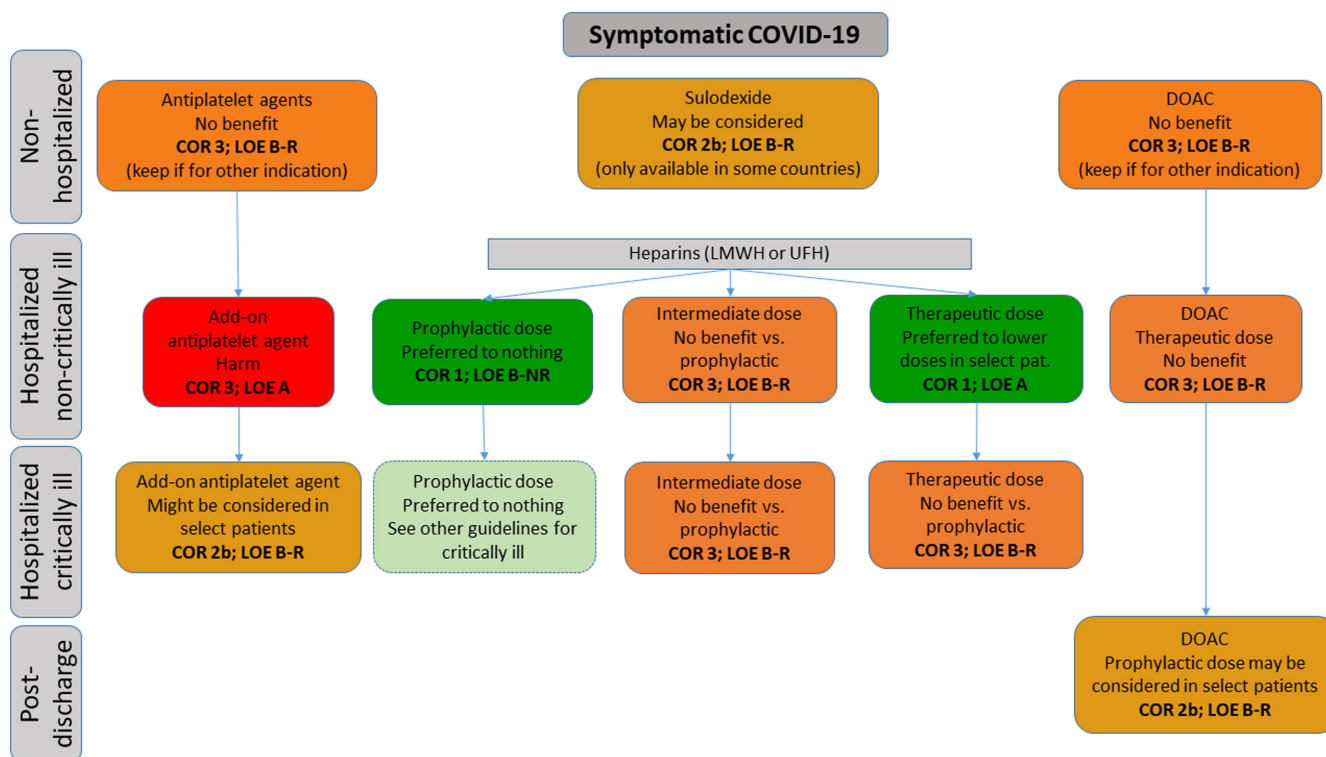 Symptomatic COVID-19
Non-
hospitalized
Antiplatelet agents
No benefit
COR 3; LOE B-R
(keep if for other indication)
Sulodexide
May be considered
COR 2b; LOE B-R
(only available in some countries)
DOAC
No benefit
COR 3; LOE B-R
(keep if for other indication)
Hospitalized
non-critically ill
Heparins (LMWH or UFH)
Add-on
antiplatelet agent
Harm
COR 3; LOE A
Prophylactic dose
Preferred to nothing
COR 1; LOE B-NR
Intermediate dose
No benefit vs.
prophylactic
COR 3; LOE B-R
Therapeutic dose
Preferred to lower
doses in select pat.
COR 1; LOE A
DOAC
Therapeutic dose
No benefit
COR 3; LOE B-R
Hospitalized
critically ill
Add-on antiplatelet agent
Might be considered in
select patients
COR 2b; LOE B-R
Prophylactic dose
Preferred to nothing
See other guidelines for
critically ill
Intermediate dose
No benefit vs.
prophylactic
COR 3; LOE B-R
Therapeutic dose
No benefit vs.
prophylactic
COR 3; LOE B-R
Post-
discharge
DOAC
Prophylactic dose may be
considered in select patients
COR 2b; LOE B-R